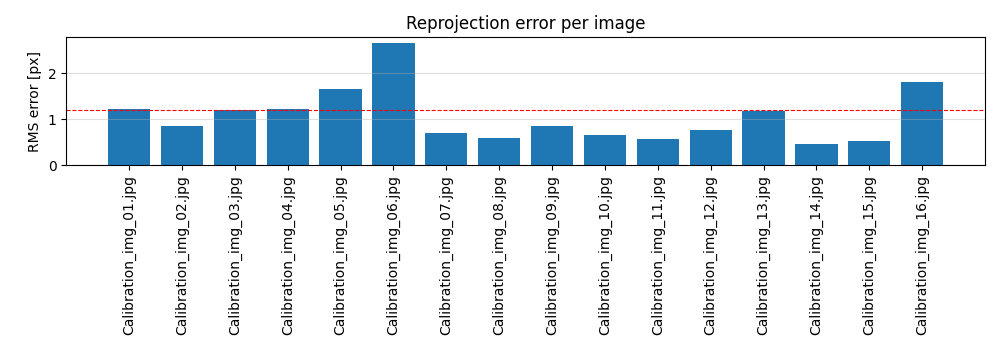 Reprojection error per image
RMS error [px]
2
1
0
Calibration_img_01.jpg
Calibration_img_02.jpg
Calibration_img_03.jpg
Calibration_img_04.jpg
Calibration_img_05.jpg
Calibration_img_06.jpg
Calibration_img_07.jpg
Calibration_img_08.jpg
Calibration_img_09.jpg
Calibration_img_10.jpg
Calibration_img_11.jpg
Calibration_img_12.jpg
Calibration_img_13.jpg
Calibration_img_14.jpg
Calibration_img_15.jpg
Calibration_img_16.jpg